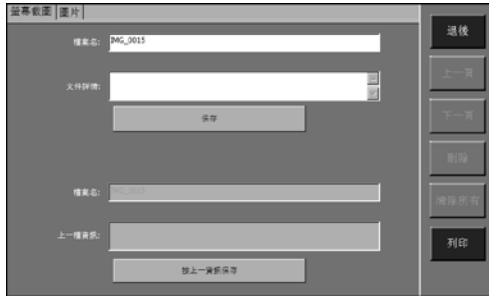 螢幕截圖 圖片
檔案名: IMG_0015
文件詳情:
保存
檔案名: IMG_0015
上一檔資訊:
按上一資訊保存
退後
上一頁
下一頁
刪除
清除所有
列印